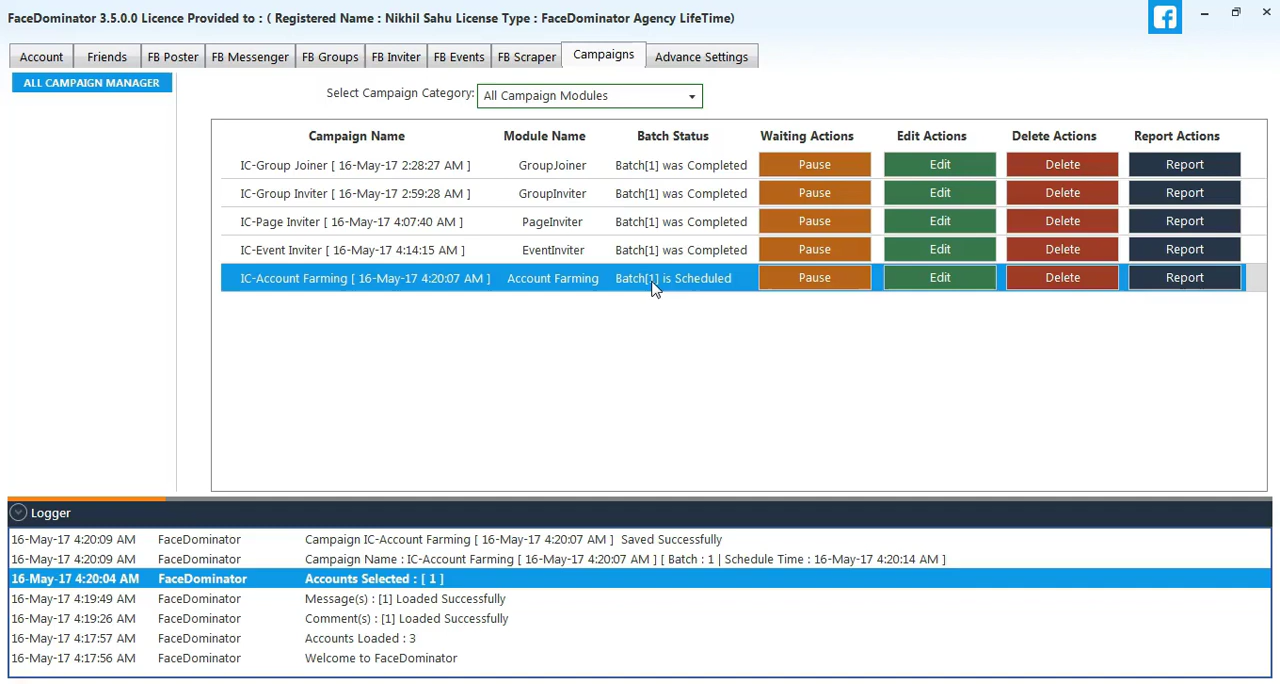 FaceDominator 3.5.0.0 Licence Provided to : ( Registered Name : Nikhil Sahu License Type : FaceDominator Agency LifeTime)
Account Friends FB Poster FB Messenger FB Groups FB Inviter FB Events FB Scraper Campaigns Advance Settings
ALL CAMPAIGN MANAGER
Select Campaign Category: All Campaign Modules
Campaign Name Module Name Batch Status Waiting Actions Edit Actions Delete Actions Report Actions
IC-Group Joiner [ 16-May-17 2:28:27 AM ] GroupJoiner Batch[1] was Completed Pause Edit Delete Report
IC-Group Inviter [ 16-May-17 2:59:28 AM ] GroupInviter Batch[1] was Completed Pause Edit Delete Report
IC-Page Inviter [ 16-May-17 4:07:40 AM ] PageInviter Batch[1] was Completed Pause Edit Delete Report
IC-Event Inviter [ 16-May-17 4:14:15 AM ] EventInviter Batch[1] was Completed Pause Edit Delete Report
IC-Account Farming [ 16-May-17 4:20:07 AM ] Account Farming Batch[1] is Scheduled Pause Edit Delete Report
Logger
16-May-17 4:20:09 AM FaceDominator Campaign IC-Account Farming [ 16-May-17 4:20:07 AM ] Saved Successfully
16-May-17 4:20:09 AM FaceDominator Campaign Name : IC-Account Farming [ 16-May-17 4:20:07 AM ] [ Batch : 1 | Schedule Time : 16-May-17 4:20:14 AM ]
16-May-17 4:20:04 AM FaceDominator Accounts Selected : [ 1 ]
16-May-17 4:19:49 AM FaceDominator Message(s) : [1] Loaded Successfully
16-May-17 4:19:26 AM FaceDominator Comment(s) : [1] Loaded Successfully
16-May-17 4:17:57 AM FaceDominator Accounts Loaded : 3
16-May-17 4:17:56 AM FaceDominator Welcome to FaceDominator